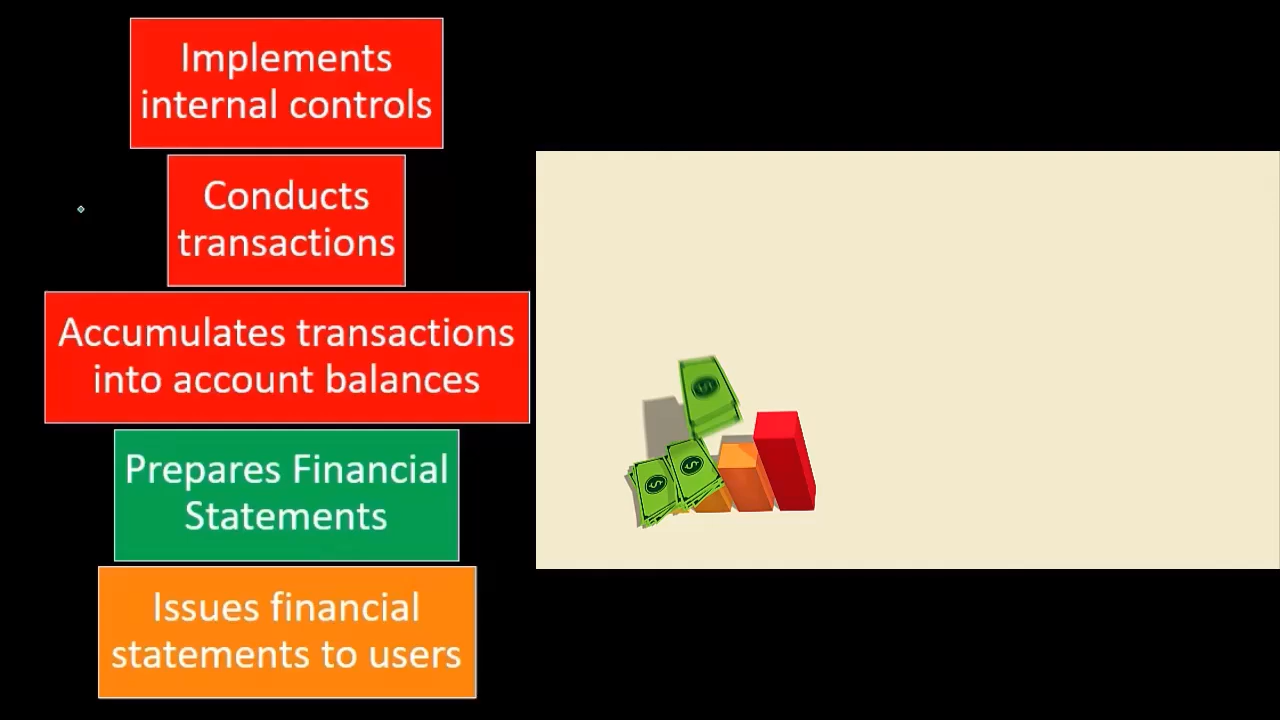 Implements
internal controls
Conducts
transactions
Accumulates transactions
into account balances
Prepares Financial
Statements
Issues financial
statements to users